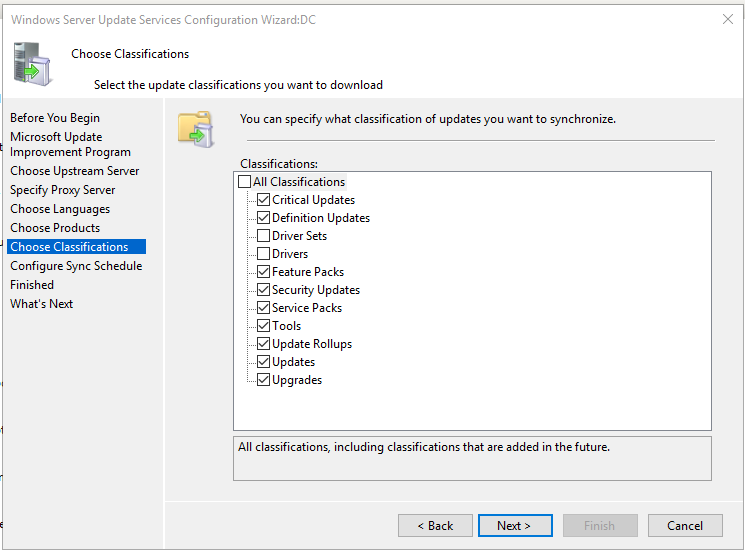 Windows Server Update Services Configuration Wizard:DC
Choose Classifications
Select the update classifications you want to download
Before You Begin
Microsoft Update
Improvement Program
Choose Upstream Server
Specify Proxy Server
Choose Languages
Choose Products
Choose Classifications
Configure Sync Schedule
Finished
What's Next
You can specify what classification of updates you want to synchronize.
Classifications:
All Classifications
Critical Updates
Definition Updates
Driver Sets
Drivers
Feature Packs
Security Updates
Service Packs
Tools
Update Rollups
Updates
Upgrades
All classifications, including classifications that are added in the future.
< Back
Next >
Finish
Cancel